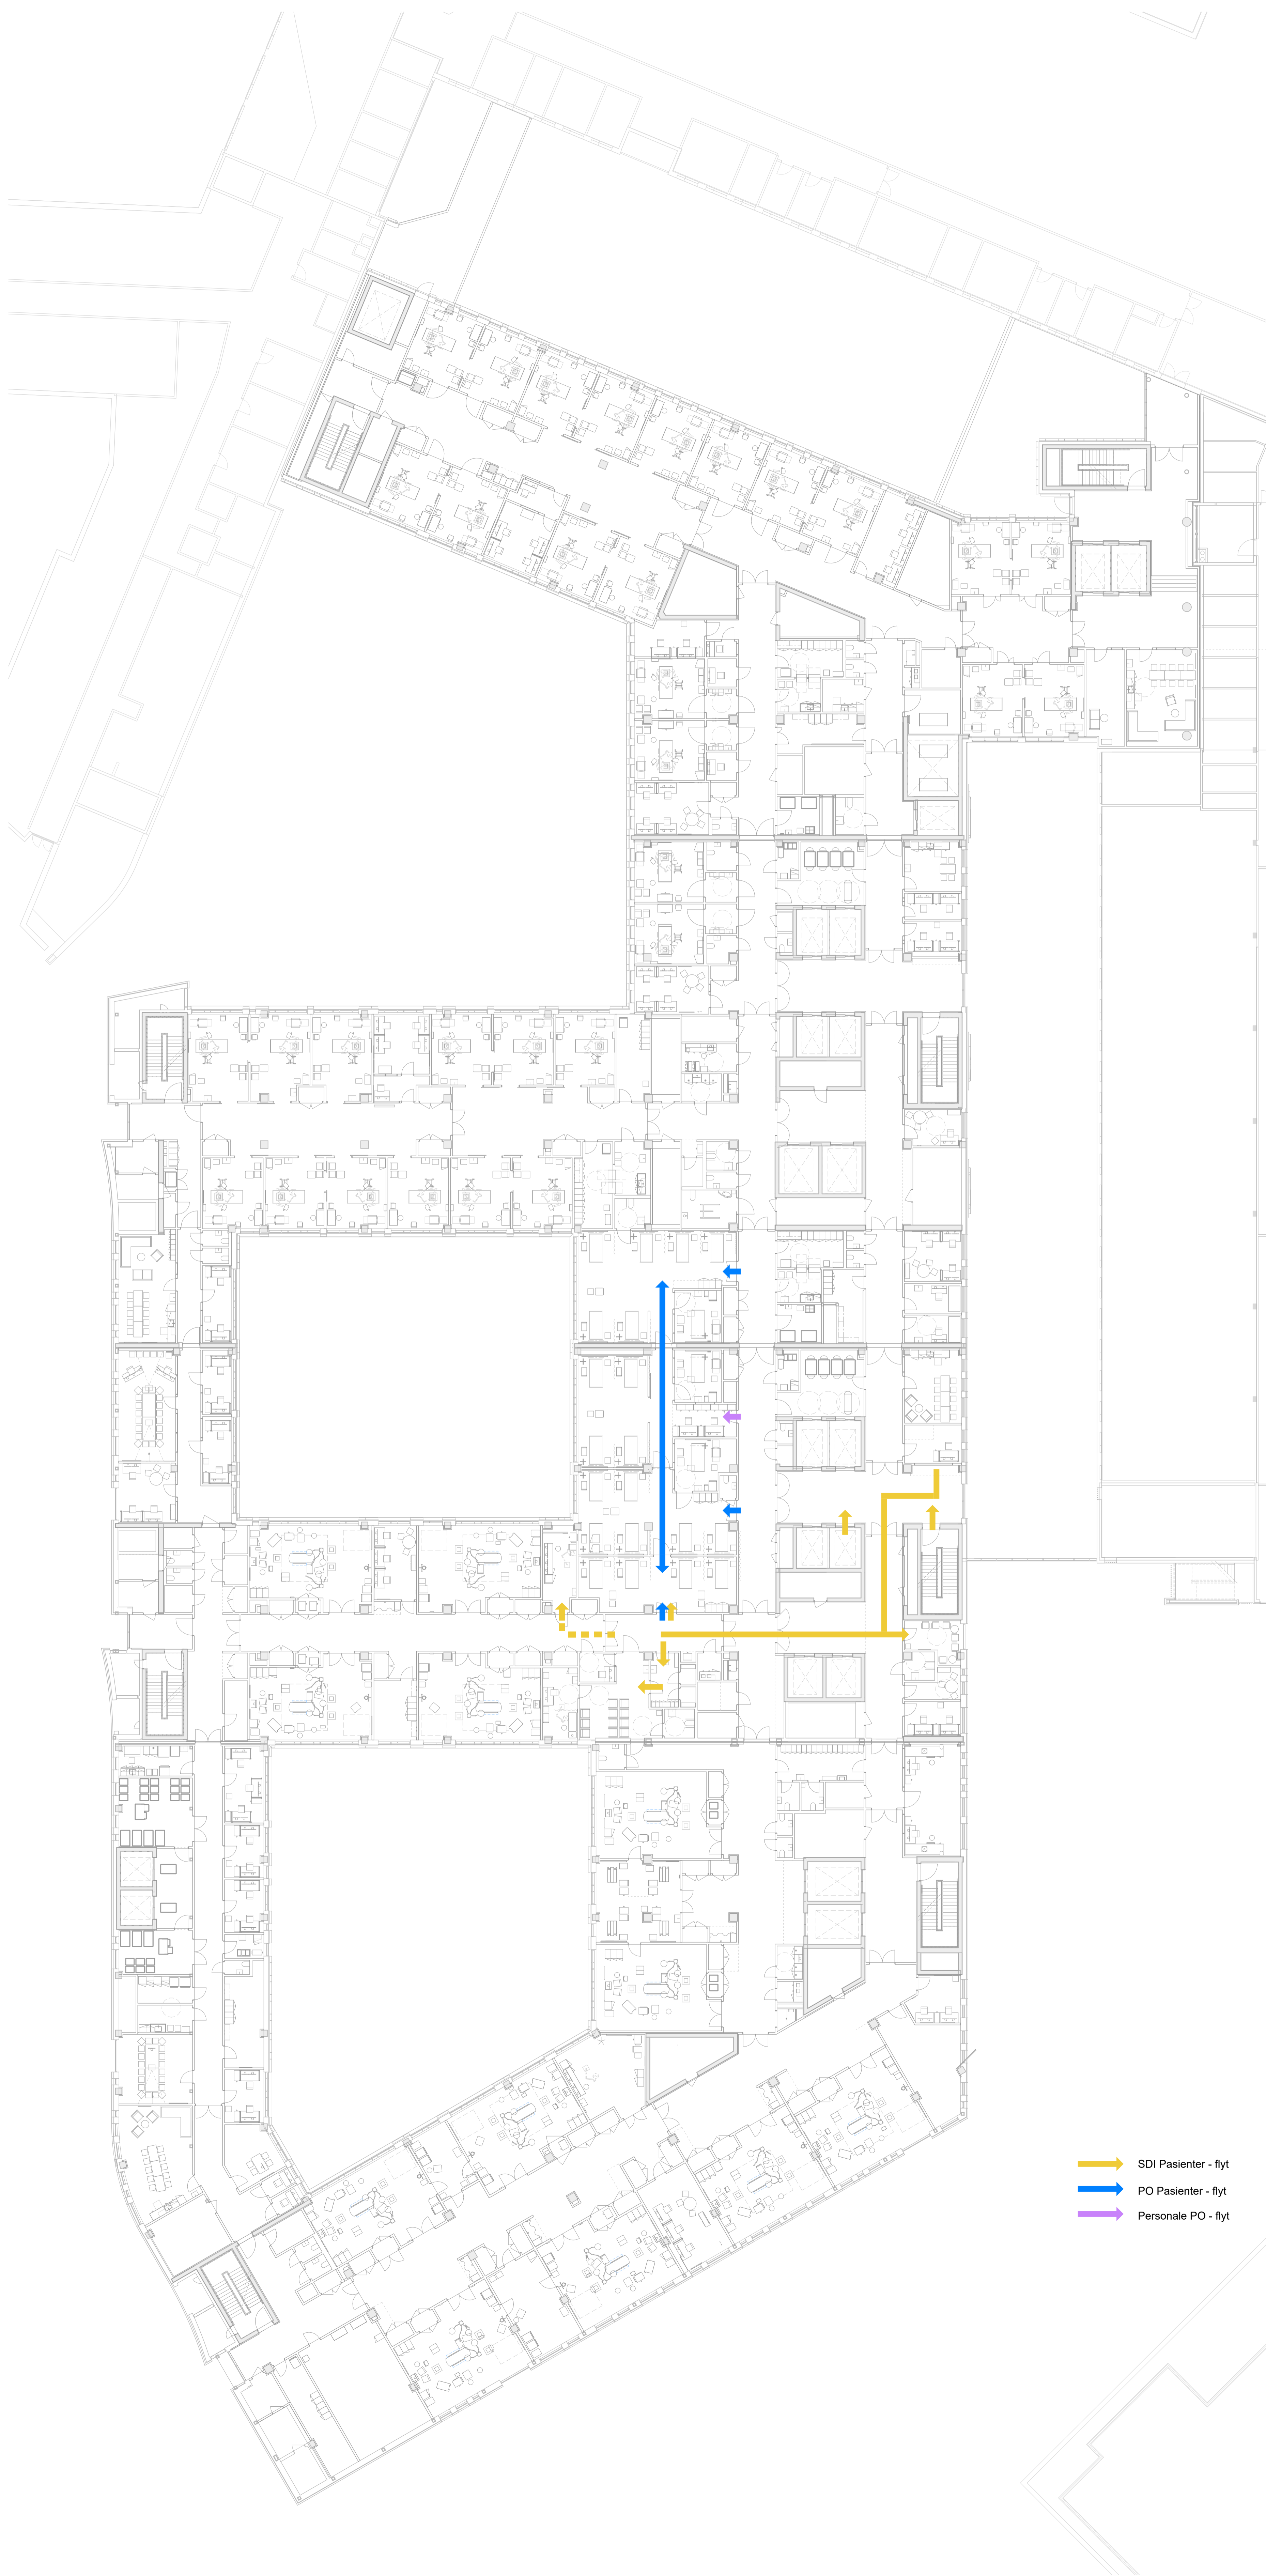 SDI Pasienter - flyt
PO Pasienter - flyt
Personale PO - flyt